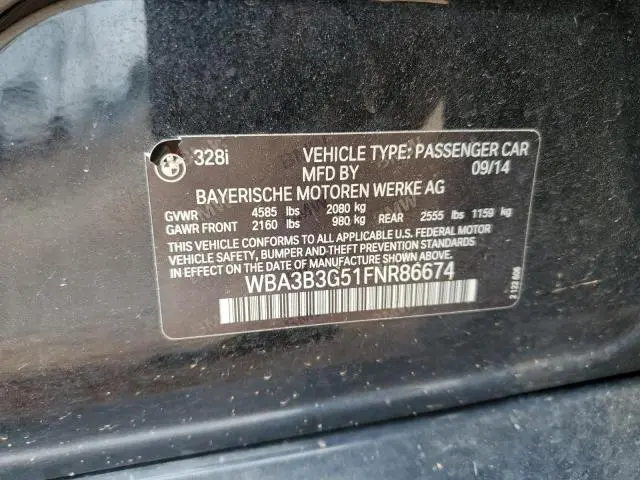 328i VEHICLE TYPE: PASSENGER CAR
MFD BY 09/14
BAYERISCHE MOTOREN WERKE AG
GVWR 4585 lbs 2080 kg
GAWR FRONT 2160 lbs 980 kg REAR 2555 lbs 1159 kg
THIS VEHICLE CONFORMS TO ALL APPLICABLE U.S. FEDERAL MOTOR
VEHICLE SAFETY, BUMPER-AND THEFT PREVENTION STANDARDS
IN EFFECT ON THE DATE OF MANUFACTURE SHOWN ABOVE.
WBA3B3G51FNR86674